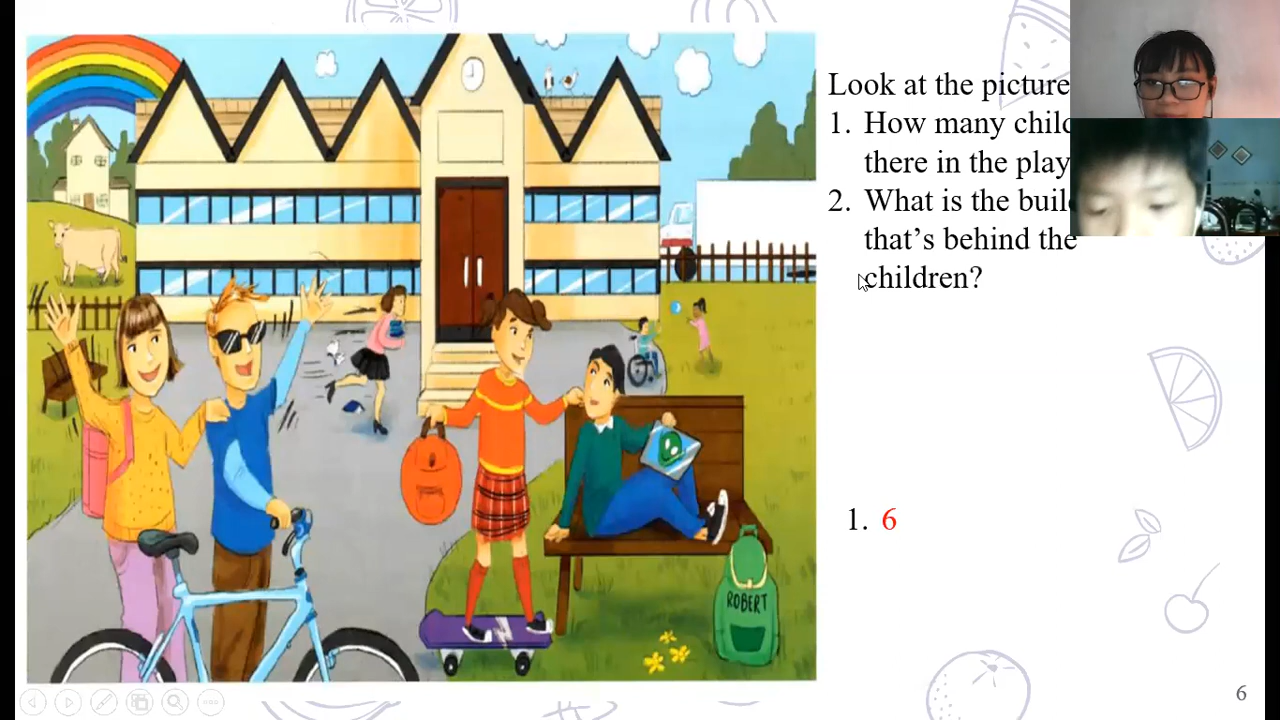 Look at the picture
1. How many chil
there in the play
2. What is the buil
that's behind the
children?
1. 6
ROBERT
6